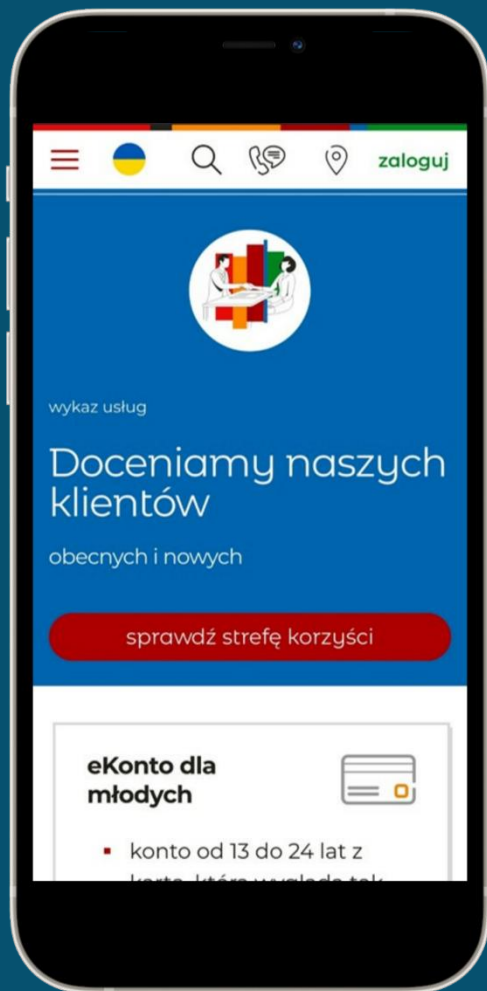 zaloguj
wykaz usług
Doceniamy naszych
klientów
obecnych i nowych
sprawdź strefę korzyści
eKonto dla
młodych
konto od 13 do 24 lat z